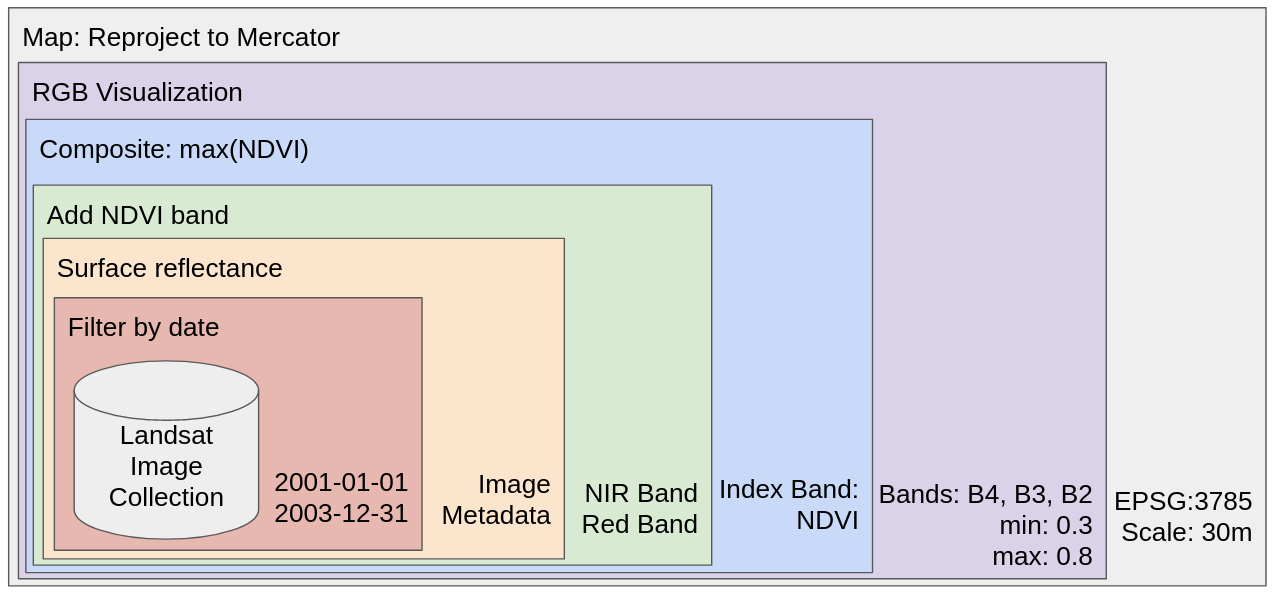 Map: Reproject to Mercator
RGB Visualization
Composite: max(NDVI)
Add NDVI band
Surface reflectance
Filter by date
Landsat
Image
Collection
2001-01-01
2003-12-31
Image
Metadata
NIR Band
Red Band
Index Band:
NDVI
Bands: B4, B3, B2
min: 0.3
max: 0.8
EPSG:3785
Scale: 30m